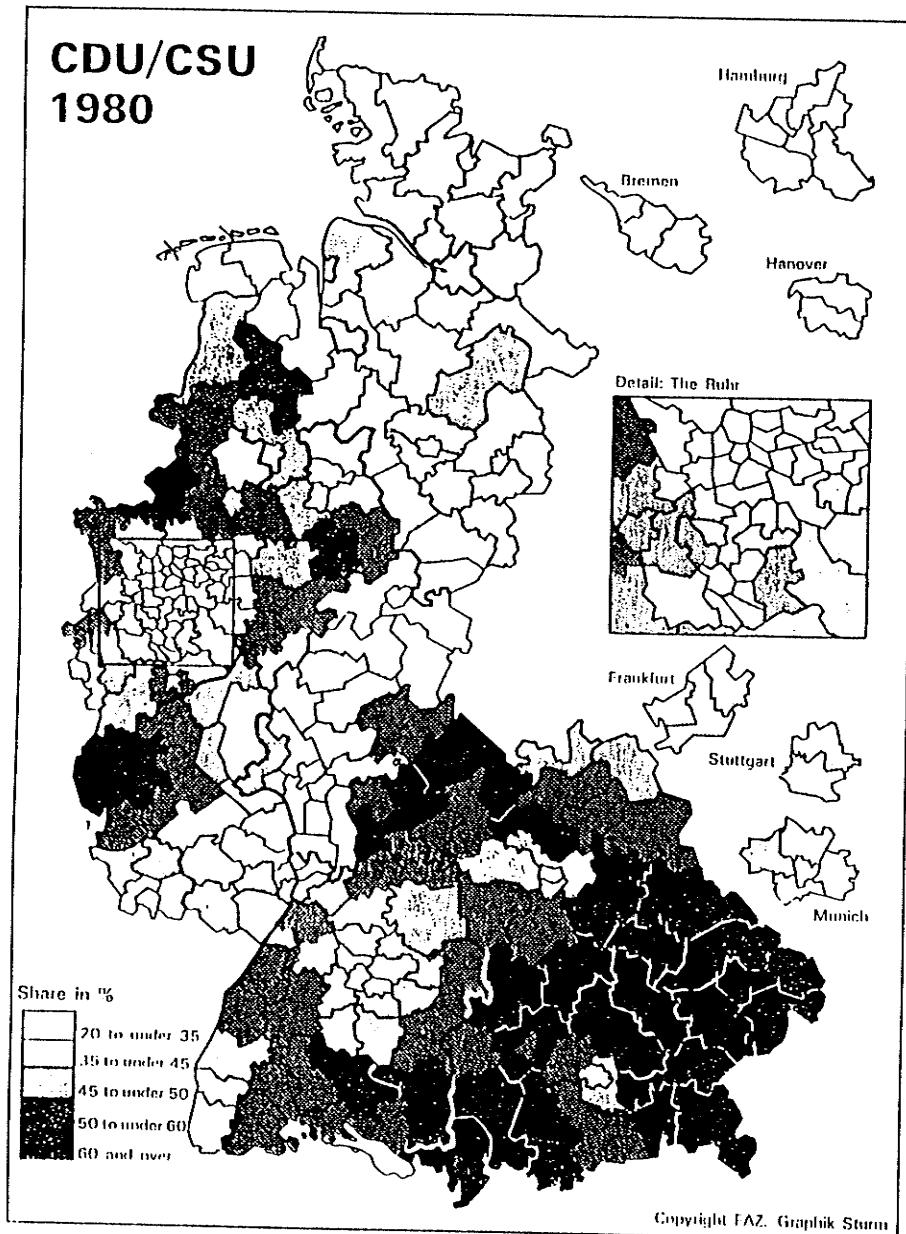 CDU/CSU
1980
Hamburg
Bremen
Hanover
Detail: The Ruhr
Frankfurt
Stuttgart
Munich
Share in %
20 to under 35
35 to under 45
45 to under 50
50 to under 60
60 and over
Copyright FAZ. Graphik Sturm